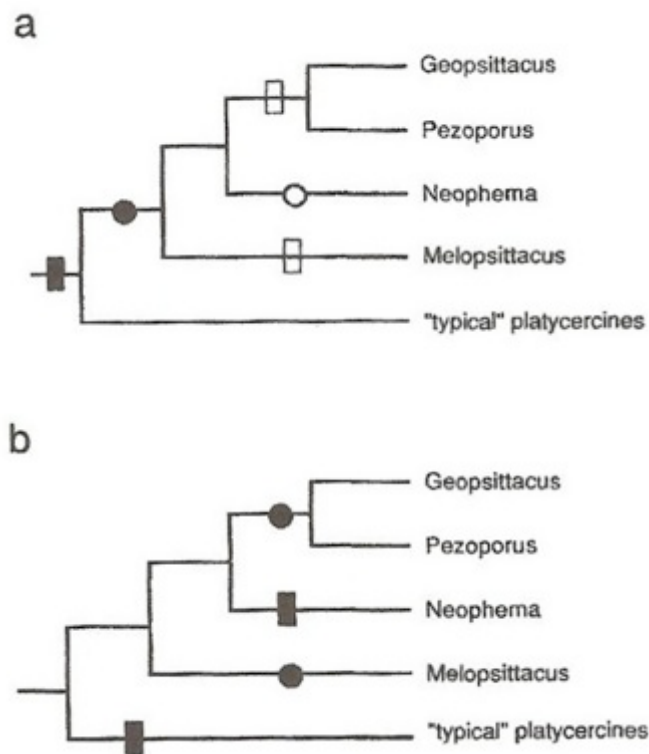 a
Geopsittacus
Pezoporus
Neophema
Melopsittacus
"typical" platycercines
b
Geopsittacus
Pezoporus
Neophema
Melopsittacus
"typical" platycercines